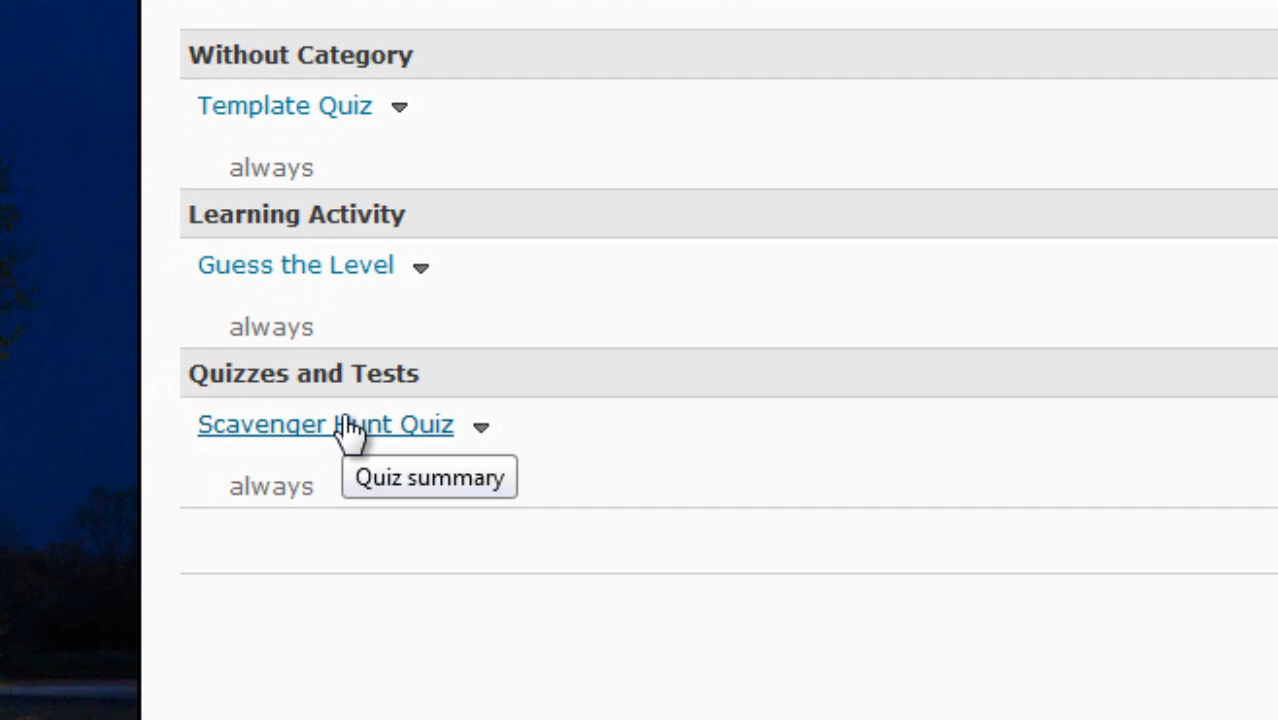 Without Category
Template Quiz
always
Learning Activity
Guess the Level
always
Quizzes and Tests
Scavenger Hunt Quiz
Quiz summary
always